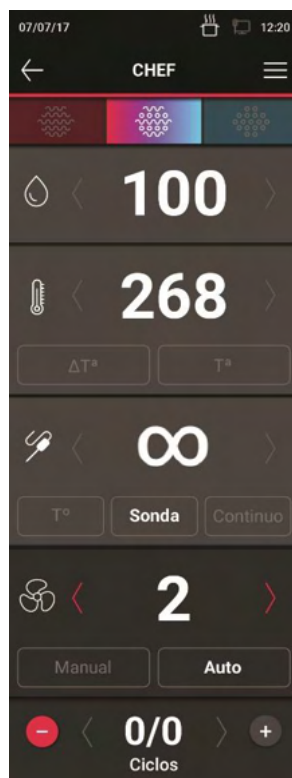 07/07/17 12:20
CHEF
100
268
ΔTª Tª
∞
Tº Sonda Continuo
2
Manual Auto
− 0/0 +
Ciclos